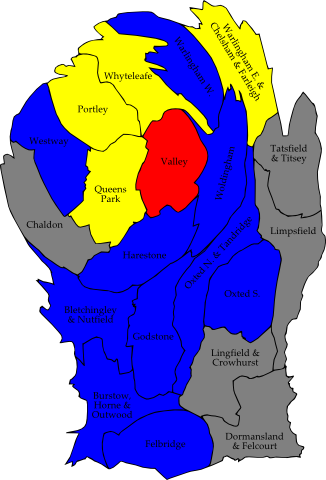 Warlingham E. &
Chelsham & Farleigh
Warlingham W.
Whyteleafe
Portley
Westway
Valley
Tatsfield
& Titsey
Woldingham
Queens
Park
Chaldon
Limpsfield
Harestone
Oxted N. & Tandridge
Oxted S.
Bletchingley
& Nutfield
Godstone
Lingfield &
Crowhurst
Burstow,
Horne &
Outwood
Dormansland
& Felcourt
Felbridge